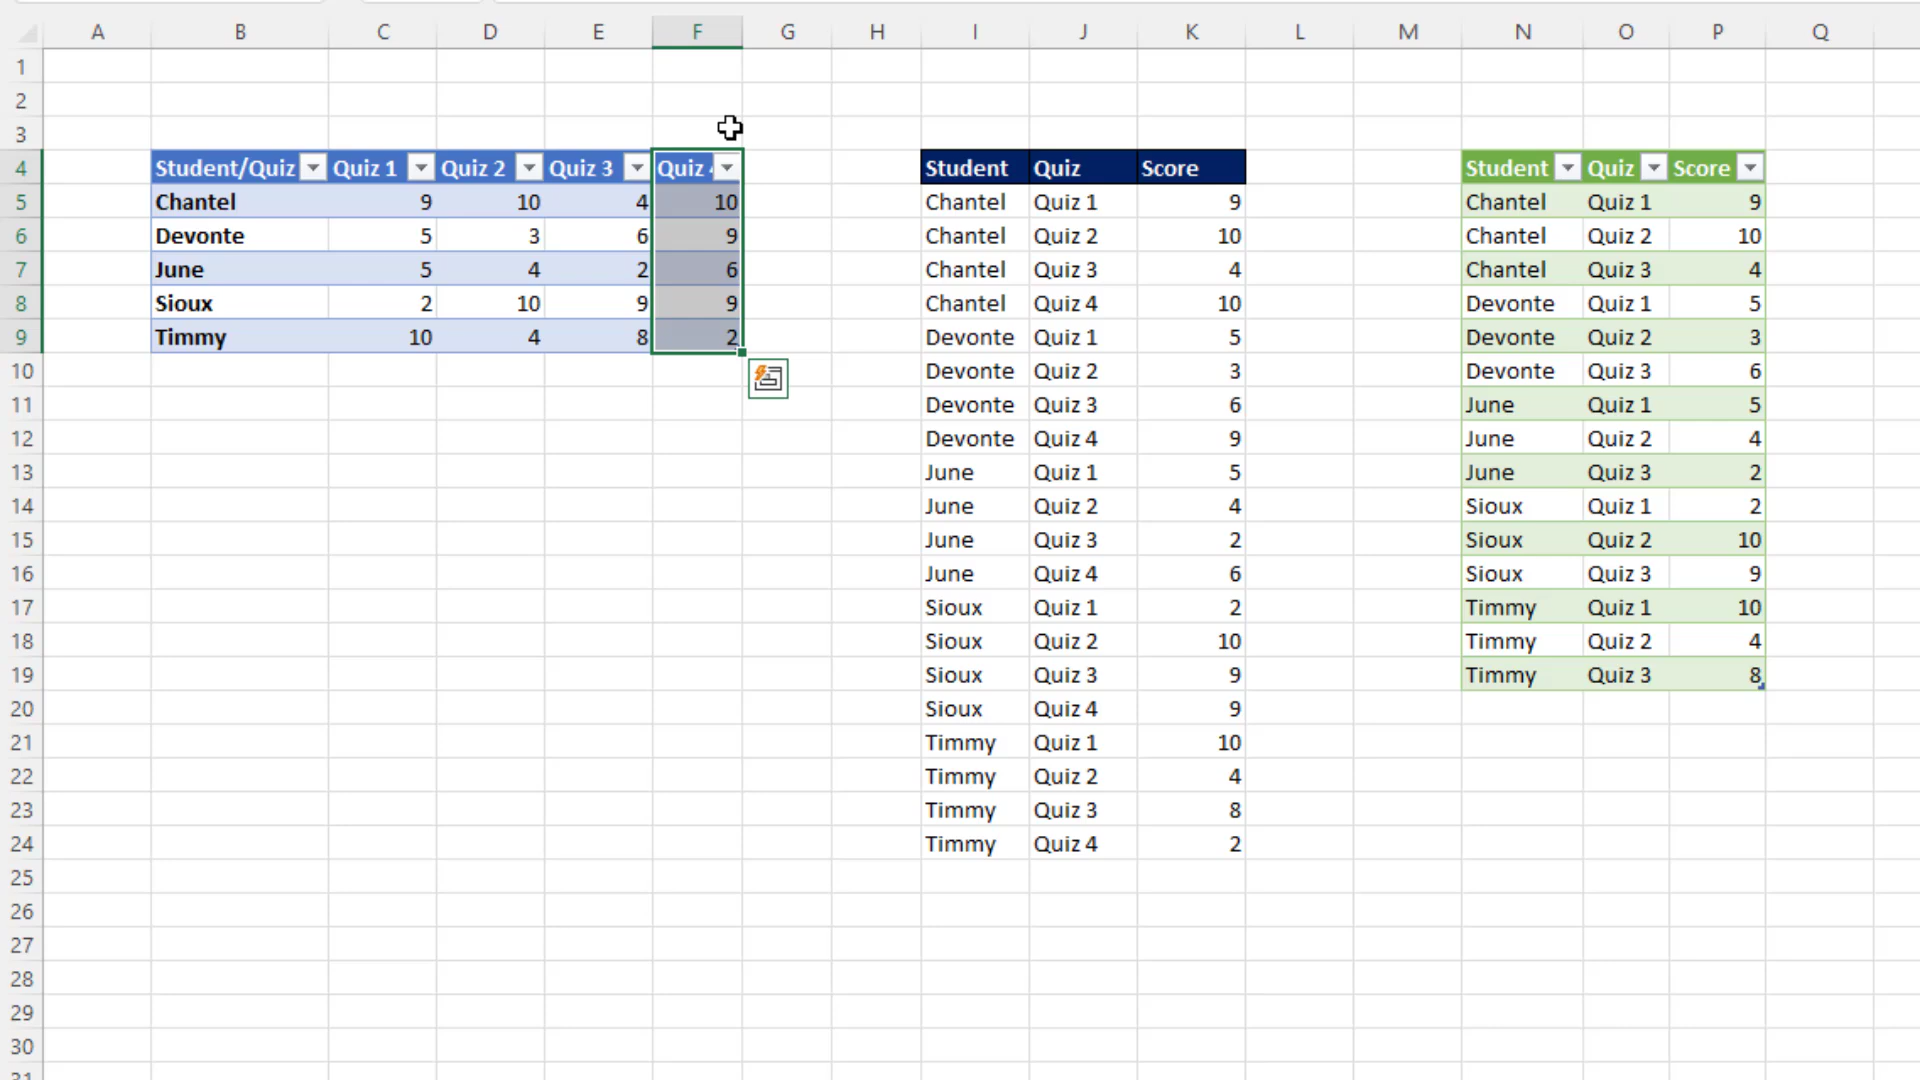 A B C D E F G H I J K L M N O P Q
1
2
3
4 Student/Quiz Quiz 1 Quiz 2 Quiz 3 Quiz Student Quiz Score Student Quiz Score
5 Chantel 9 10 4 10 Chantel Quiz 1 9 Chantel Quiz 1 9
6 Devonte 5 3 6 9 Chantel Quiz 2 10 Chantel Quiz 2 10
7 June 5 4 2 6 Chantel Quiz 3 4 Chantel Quiz 3 4
8 Sioux 2 10 9 9 Chantel Quiz 4 10 Devonte Quiz 1 5
9 Timmy 10 4 8 2 Devonte Quiz 1 5 Devonte Quiz 2 3
10 Devonte Quiz 2 3 Devonte Quiz 3 6
11 Devonte Quiz 3 6 June Quiz 1 5
12 Devonte Quiz 4 9 June Quiz 2 4
13 June Quiz 1 5 June Quiz 3 2
14 June Quiz 2 4 Sioux Quiz 1 2
15 June Quiz 3 2 Sioux Quiz 2 10
16 June Quiz 4 6 Sioux Quiz 3 9
17 Sioux Quiz 1 2 Timmy Quiz 1 10
18 Sioux Quiz 2 10 Timmy Quiz 2 4
19 Sioux Quiz 3 9 Timmy Quiz 3 8
20 Sioux Quiz 4 9
21 Timmy Quiz 1 10
22 Timmy Quiz 2 4
23 Timmy Quiz 3 8
24 Timmy Quiz 4 2
25
26
27
28
29
30